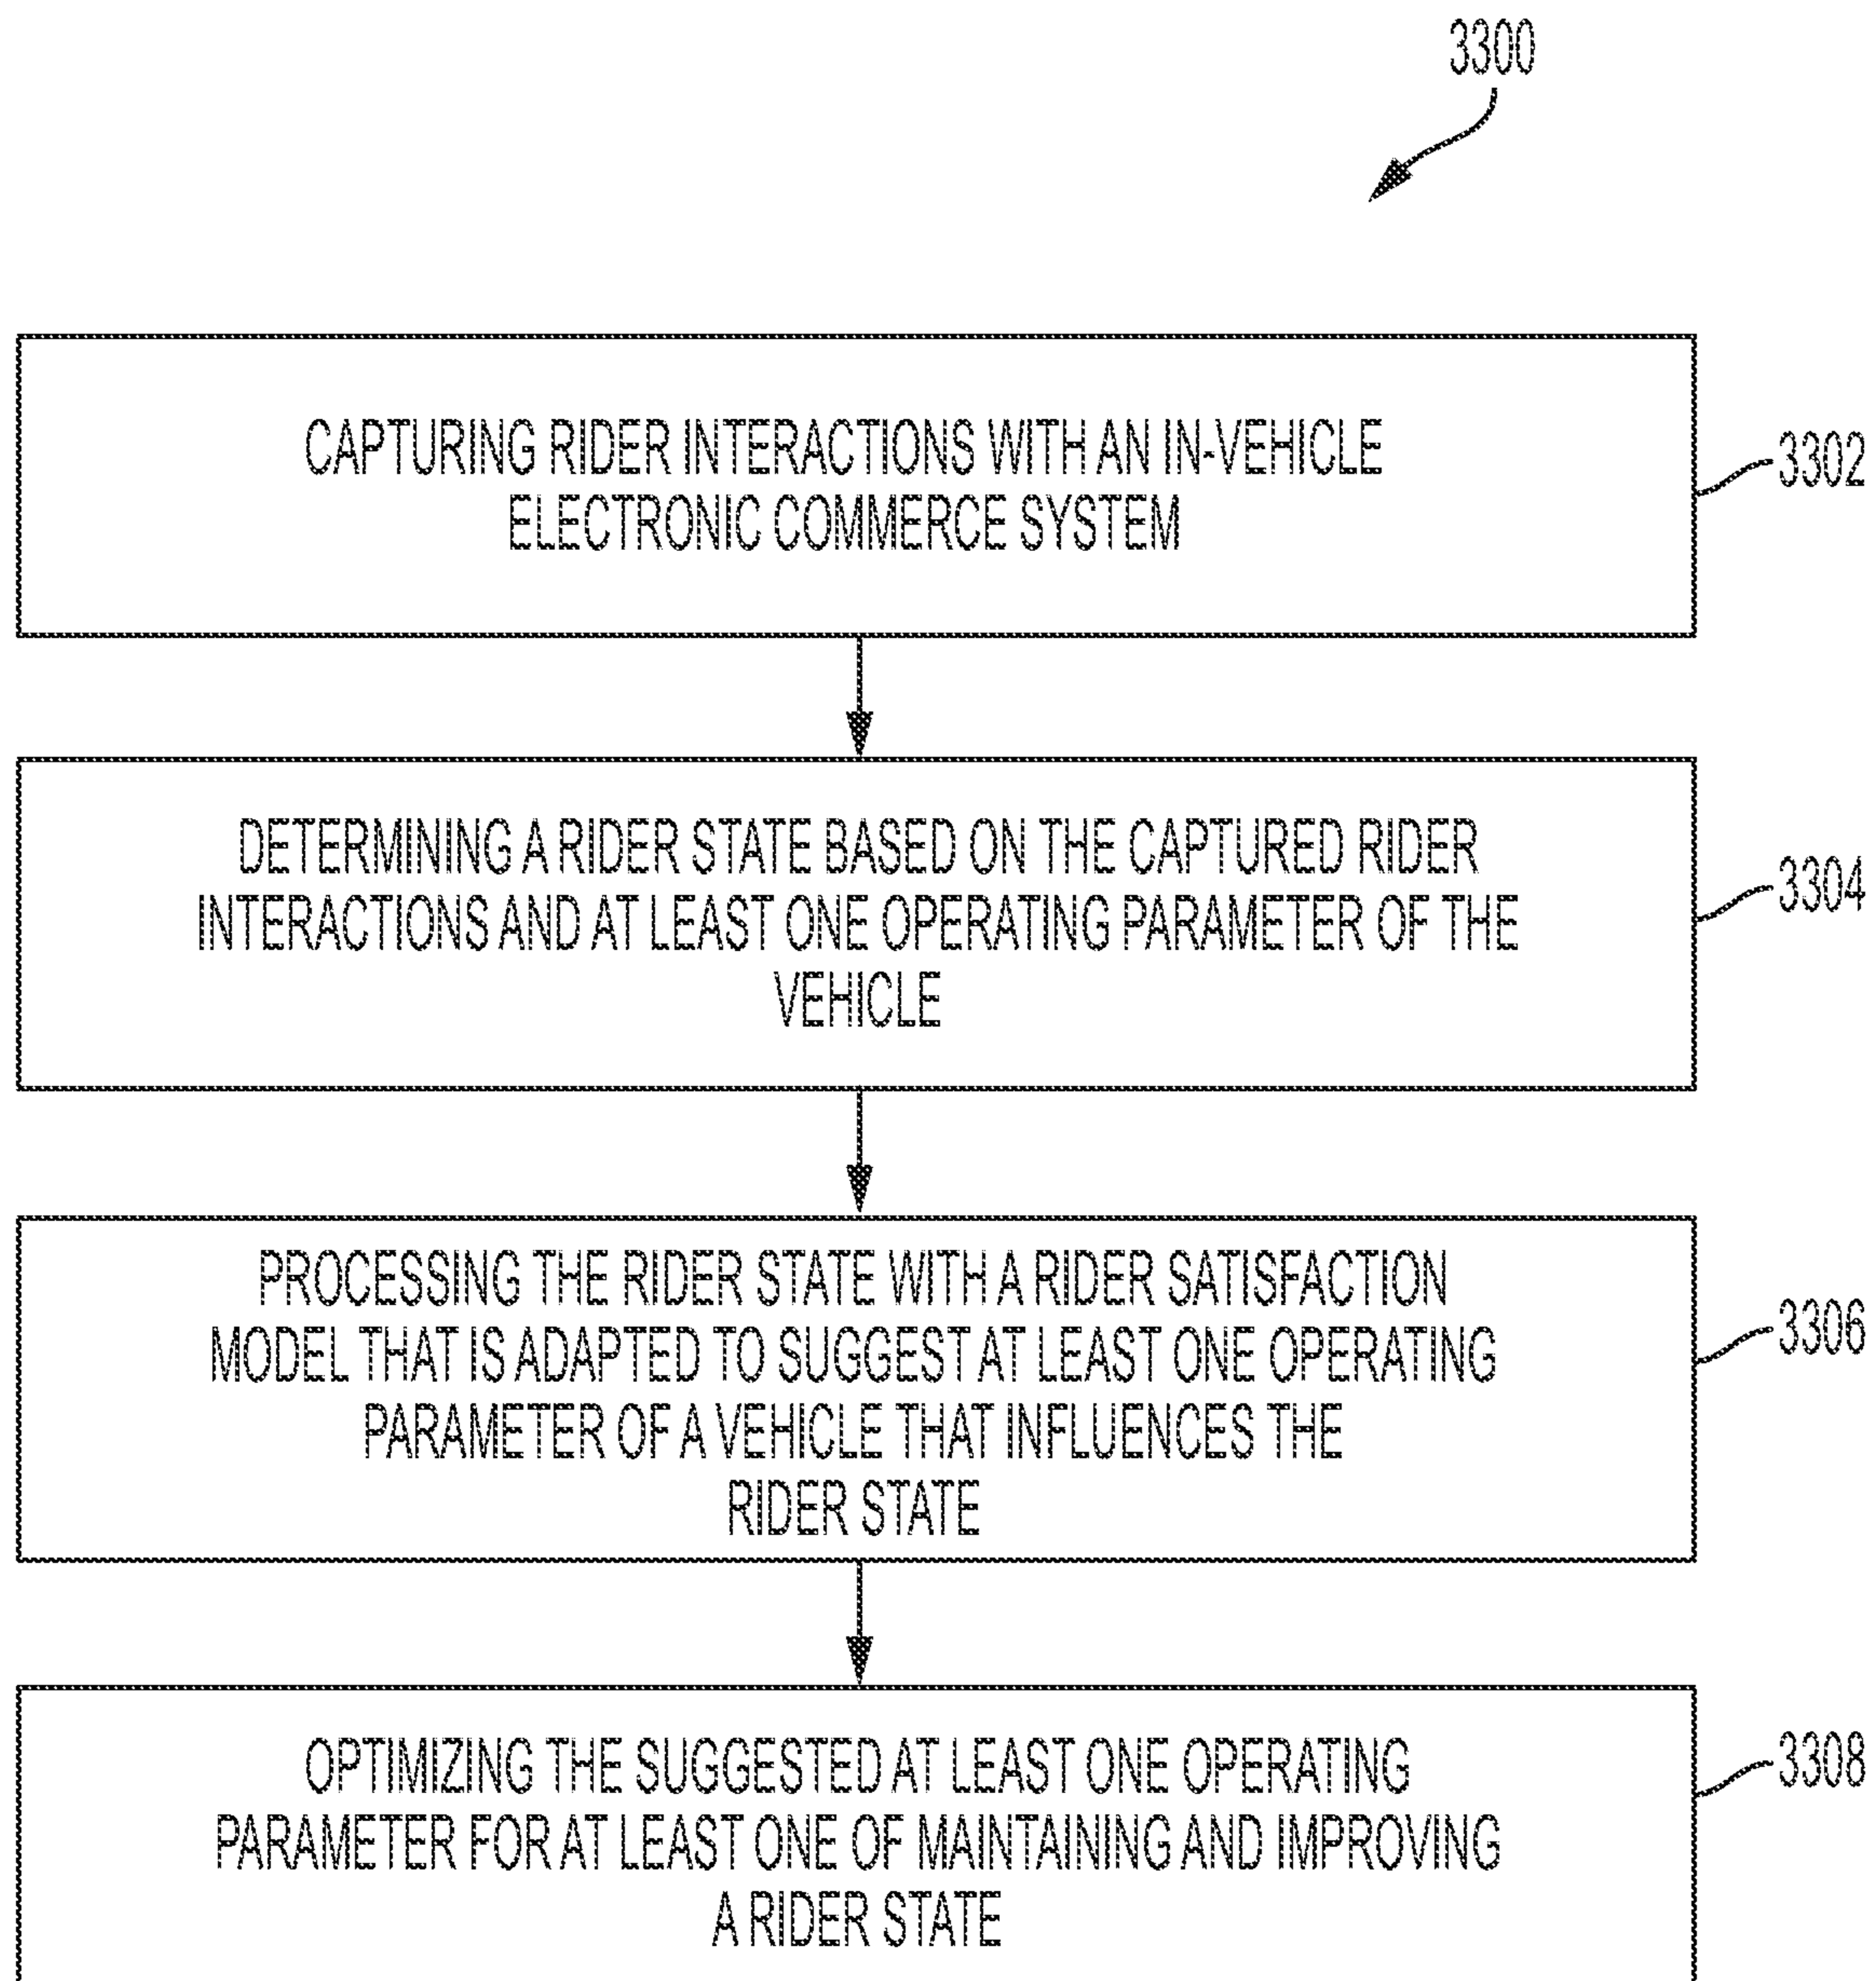 3300
CAPTURING RIDER INTERACTIONS WITH AN IN-VEHICLE
ELECTRONIC COMMERCE SYSTEM
3302
DETERMINING A RIDER STATE BASED ON THE CAPTURED RIDER
INTERACTIONS AND AT LEAST ONE OPERATING PARAMETER OF THE
VEHICLE
3304
PROCESSING THE RIDER STATE WITH A RIDER SATISFACTION
MODEL THAT IS ADAPTED TO SUGGEST AT LEAST ONE OPERATING
PARAMETER OF A VEHICLE THAT INFLUENCES THE
RIDER STATE
3306
OPTIMIZING THE SUGGESTED AT LEAST ONE OPERATING
PARAMETER FOR AT LEAST ONE OF MAINTAINING AND IMPROVING
A RIDER STATE
3308